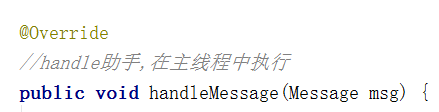 @Override
//handle助手,在主线程中执行
public void handleMessage(Message msg) {